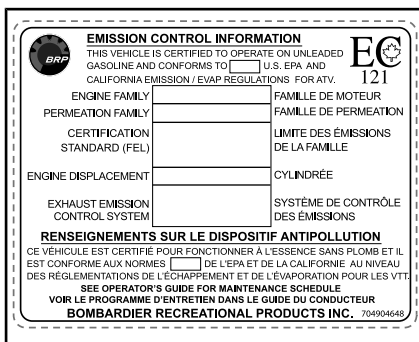 EMISSION CONTROL INFORMATION
THIS VEHICLE IS CERTIFIED TO OPERATE ON UNLEADED
GASOLINE AND CONFORMS TO U.S. EPA AND
CALIFORNIA EMISSION / EVAP REGULATIONS FOR ATV.
BRP
EC
121
ENGINE FAMILY FAMILLE DE MOTEUR
PERMEATION FAMILY FAMILLE DE PERMEATION
CERTIFICATION LIMITE DES ÉMISSIONS
STANDARD (FEL) DE LA FAMILLE
ENGINE DISPLACEMENT CYLINDRÉE
EXHAUST EMISSION SYSTÈME DE CONTRÔLE
CONTROL SYSTEM DES ÉMISSIONS
RENSEIGNEMENTS SUR LE DISPOSITIF ANTIPOLLUTION
CE VÉHICULE EST CERTIFIÉ POUR FONCTIONNER À L'ESSENCE SANS PLOMB ET IL
EST CONFORME AUX NORMES DE L'EPA ET DE LA CALIFORNIE AU NIVEAU
DES RÉGLEMENTATIONS DE L'ÉCHAPPEMENT ET DE L'ÉVAPORATION POUR LES VTT.
SEE OPERATOR'S GUIDE FOR MAINTENANCE SCHEDULE
VOIR LE PROGRAMME D'ENTRETIEN DANS LE GUIDE DU CONDUCTEUR
BOMBARDIER RECREATIONAL PRODUCTS INC. 704904648